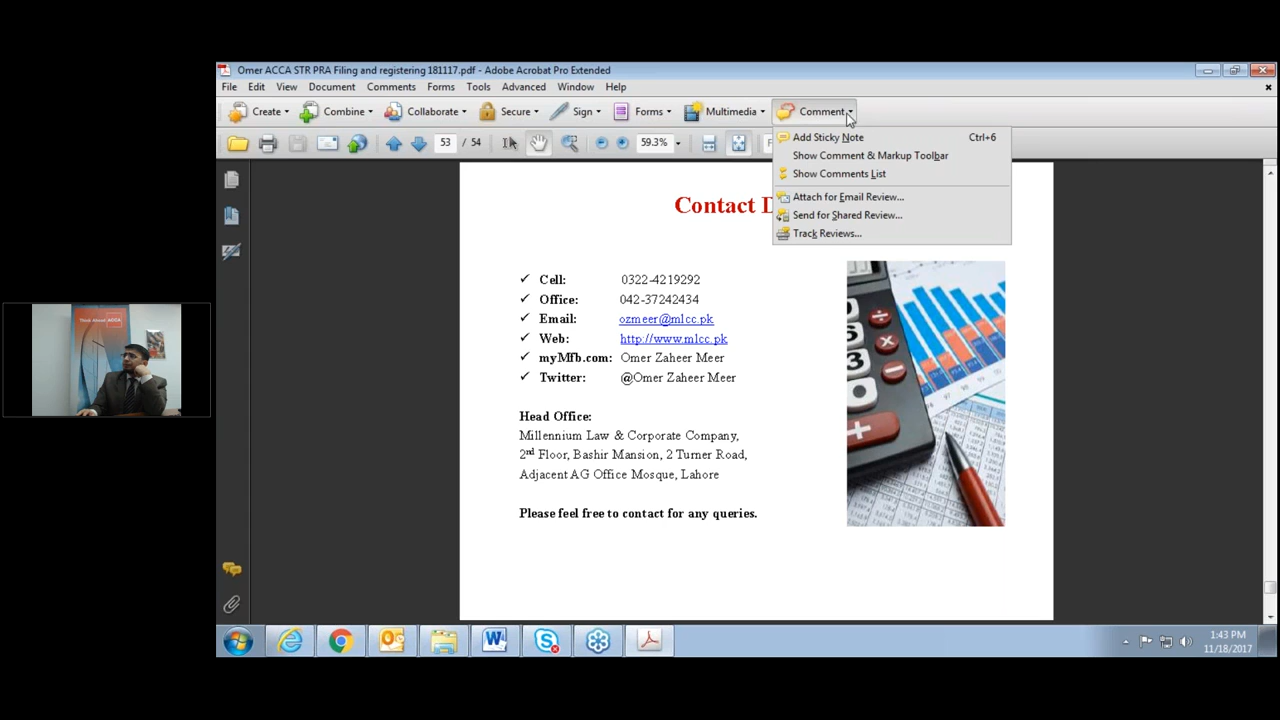 Omer ACCA STR PRA Filing and registering 181117.pdf - Adobe Acrobat Pro Extended
File Edit View Document Comments Forms Tools Advanced Window Help
Create Combine Collaborate Secure Sign Forms Multimedia Comment
53 / 54 59.3%
Add Sticky Note Ctrl+6
Show Comment & Markup Toolbar
Show Comments List
Attach for Email Review...
Send for Shared Review...
Track Reviews...
Contact D
✓ Cell: 0322-4219292
✓ Office: 042-37242434
✓ Email: ozmeer@mlcc.pk
✓ Web: http://www.mlcc.pk
✓ myMfb.com: Omer Zaheer Meer
✓ Twitter: @Omer Zaheer Meer
Head Office:
Millennium Law & Corporate Company,
2nd Floor, Bashir Mansion, 2 Turner Road,
Adjacent AG Office Mosque, Lahore
Please feel free to contact for any queries.
Think Ahead ACCA
1:43 PM
11/18/2017